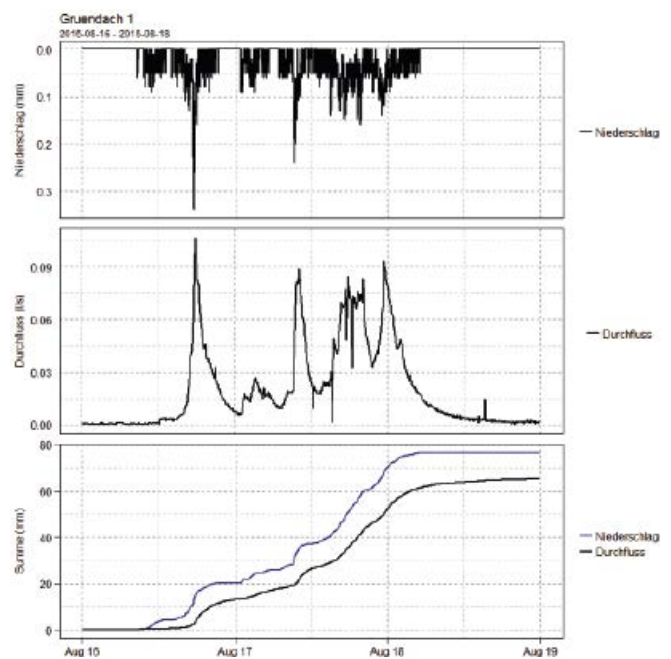 Gruendach 1
2015-08-16 - 2015-08-18
0.0
0.1
0.2
0.3
Niederschlag (mm)
Niederschlag
0.09
0.06
0.03
0.00
Durchfluss (l/s)
Durchfluss
80
60
40
20
0
Summe (mm)
Niederschlag
Durchfluss
Aug 16
Aug 17
Aug 18
Aug 19